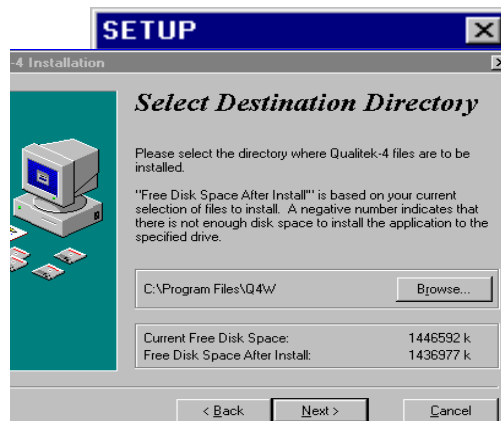 SETUP
-4 Installation
Select Destination Directory
Please select the directory where Qualitek-4 files are to be
installed.
"Free Disk Space After Install"' is based on your current
selection of files to install. A negative number indicates that
there is not enough disk space to install the application to the
specified drive.
C:\Program Files\Q4W
Browse...
Current Free Disk Space: 1446592 k
Free Disk Space After Install: 1436977 k
< Back Next > Cancel